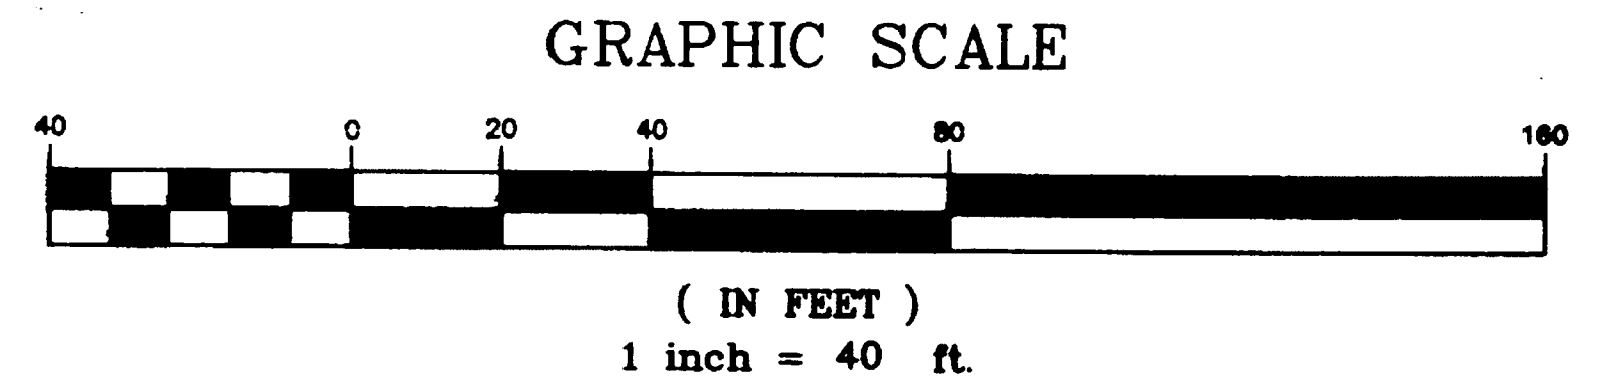 GRAPHIC SCALE
40 0 20 40 80 160
( IN FEET )
1 inch = 40 ft.